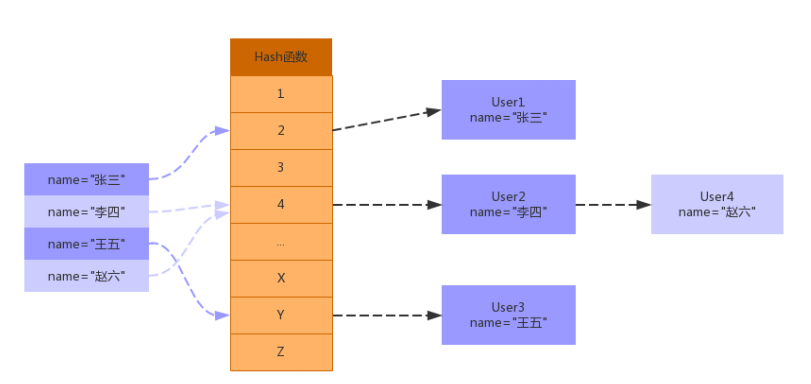 name="张三"
name="李四"
name="王五"
name="赵六"
Hash函数
1
2
3
4
...
X
Y
Z
User1
name="张三"
User2
name="李四"
User3
name="王五"
User4
name="赵六"